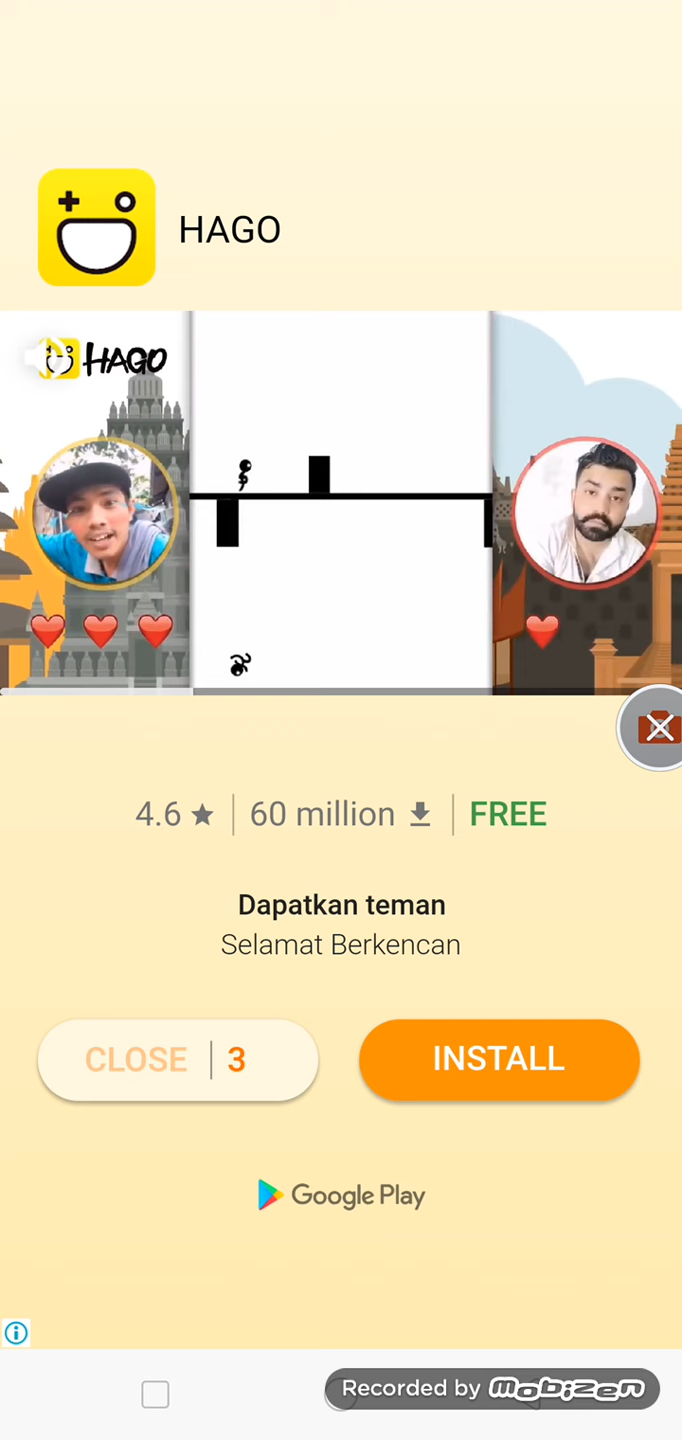 HAGO
HAGO
4.6 ★ | 60 million | FREE
Dapatkan teman
Selamat Berkencan
CLOSE | 3
INSTALL
Google Play
Recorded by mobizen